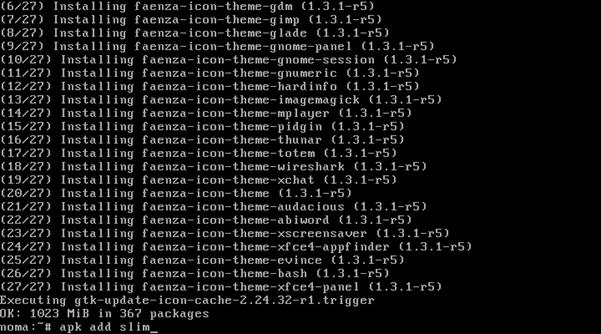 (6/27) Installing faenza-icon-theme-gdm (1.3.1-r5)
(7/27) Installing faenza-icon-theme-gimp (1.3.1-r5)
(8/27) Installing faenza-icon-theme-glade (1.3.1-r5)
(9/27) Installing faenza-icon-theme-gnome-panel (1.3.1-r5)
(10/27) Installing faenza-icon-theme-gnome-session (1.3.1-r5)
(11/27) Installing faenza-icon-theme-gnumeric (1.3.1-r5)
(12/27) Installing faenza-icon-theme-hardinfo (1.3.1-r5)
(13/27) Installing faenza-icon-theme-imagemagick (1.3.1-r5)
(14/27) Installing faenza-icon-theme-mplayer (1.3.1-r5)
(15/27) Installing faenza-icon-theme-pidgin (1.3.1-r5)
(16/27) Installing faenza-icon-theme-thunar (1.3.1-r5)
(17/27) Installing faenza-icon-theme-totem (1.3.1-r5)
(18/27) Installing faenza-icon-theme-wireshark (1.3.1-r5)
(19/27) Installing faenza-icon-theme-xchat (1.3.1-r5)
(20/27) Installing faenza-icon-theme (1.3.1-r5)
(21/27) Installing faenza-icon-theme-audacious (1.3.1-r5)
(22/27) Installing faenza-icon-theme-abiword (1.3.1-r5)
(23/27) Installing faenza-icon-theme-xscreensaver (1.3.1-r5)
(24/27) Installing faenza-icon-theme-xfce4-appfinder (1.3.1-r5)
(25/27) Installing faenza-icon-theme-evince (1.3.1-r5)
(26/27) Installing faenza-icon-theme-bash (1.3.1-r5)
(27/27) Installing faenza-icon-theme-xfce4-panel (1.3.1-r5)
Executing gtk-update-icon-cache-2.24.32-r1.trigger
OK: 1023 MiB in 367 packages
noma:~# apk add slim_